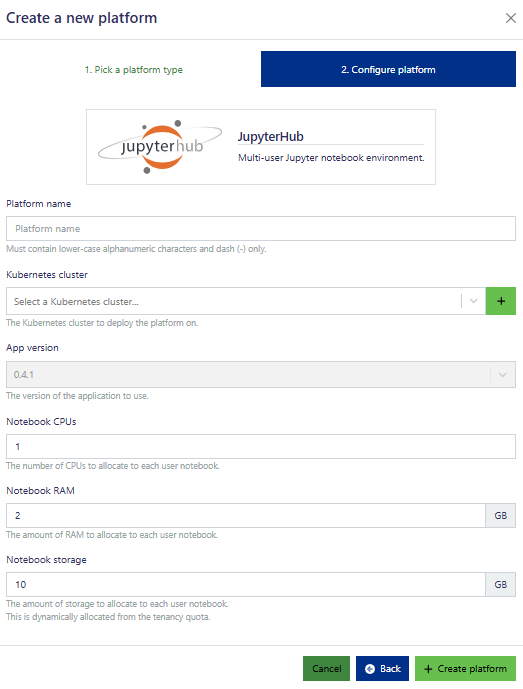 Create a new platform
1. Pick a platform type
2. Configure platform
jupyterhub
JupyterHub
Multi-user Jupyter notebook environment.
Platform name
Platform name
Must contain lower-case alphanumeric characters and dash (-) only.
Kubernetes cluster
Select a Kubernetes cluster...
+
The Kubernetes cluster to deploy the platform on.
App version
0.4.1
The version of the application to use.
Notebook CPUs
1
The number of CPUs to allocate to each user notebook.
Notebook RAM
2
GB
The amount of RAM to allocate to each user notebook.
Notebook storage
10
GB
The amount of storage to allocate to each user notebook.
This is dynamically allocated from the tenancy quota.
Cancel
Back
+ Create platform